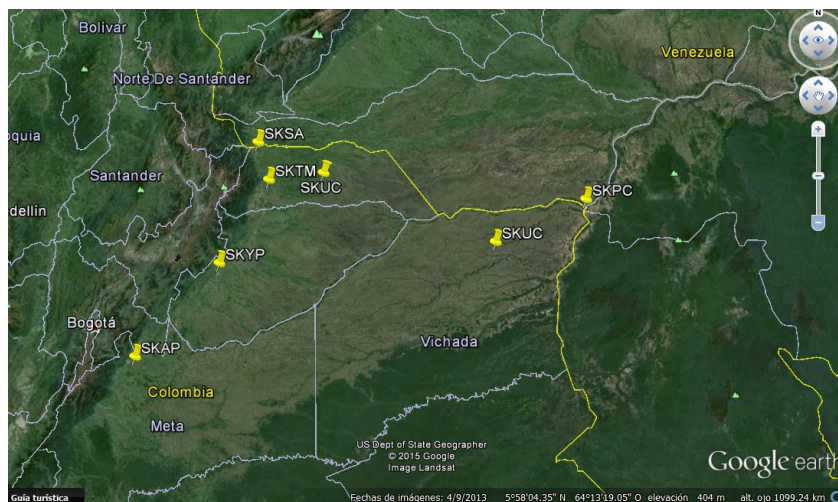 N
Bolivar
Venezuela
Norte De Santander
oquia
SKSA
SKTM
SKUC
Santander
SKPC
dellín
SKUC
SKYP
Bogotá
SKAP
Vichada
Colombia
Meta
US Dept of State Geographer
© 2015 Google
Image Landsat
Google earth
Guía turística
Fechas de imágenes: 4/9/2013 5°58'04.35" N 64°13'19.05" O elevación 404 m alt. ojo 1099.24 km